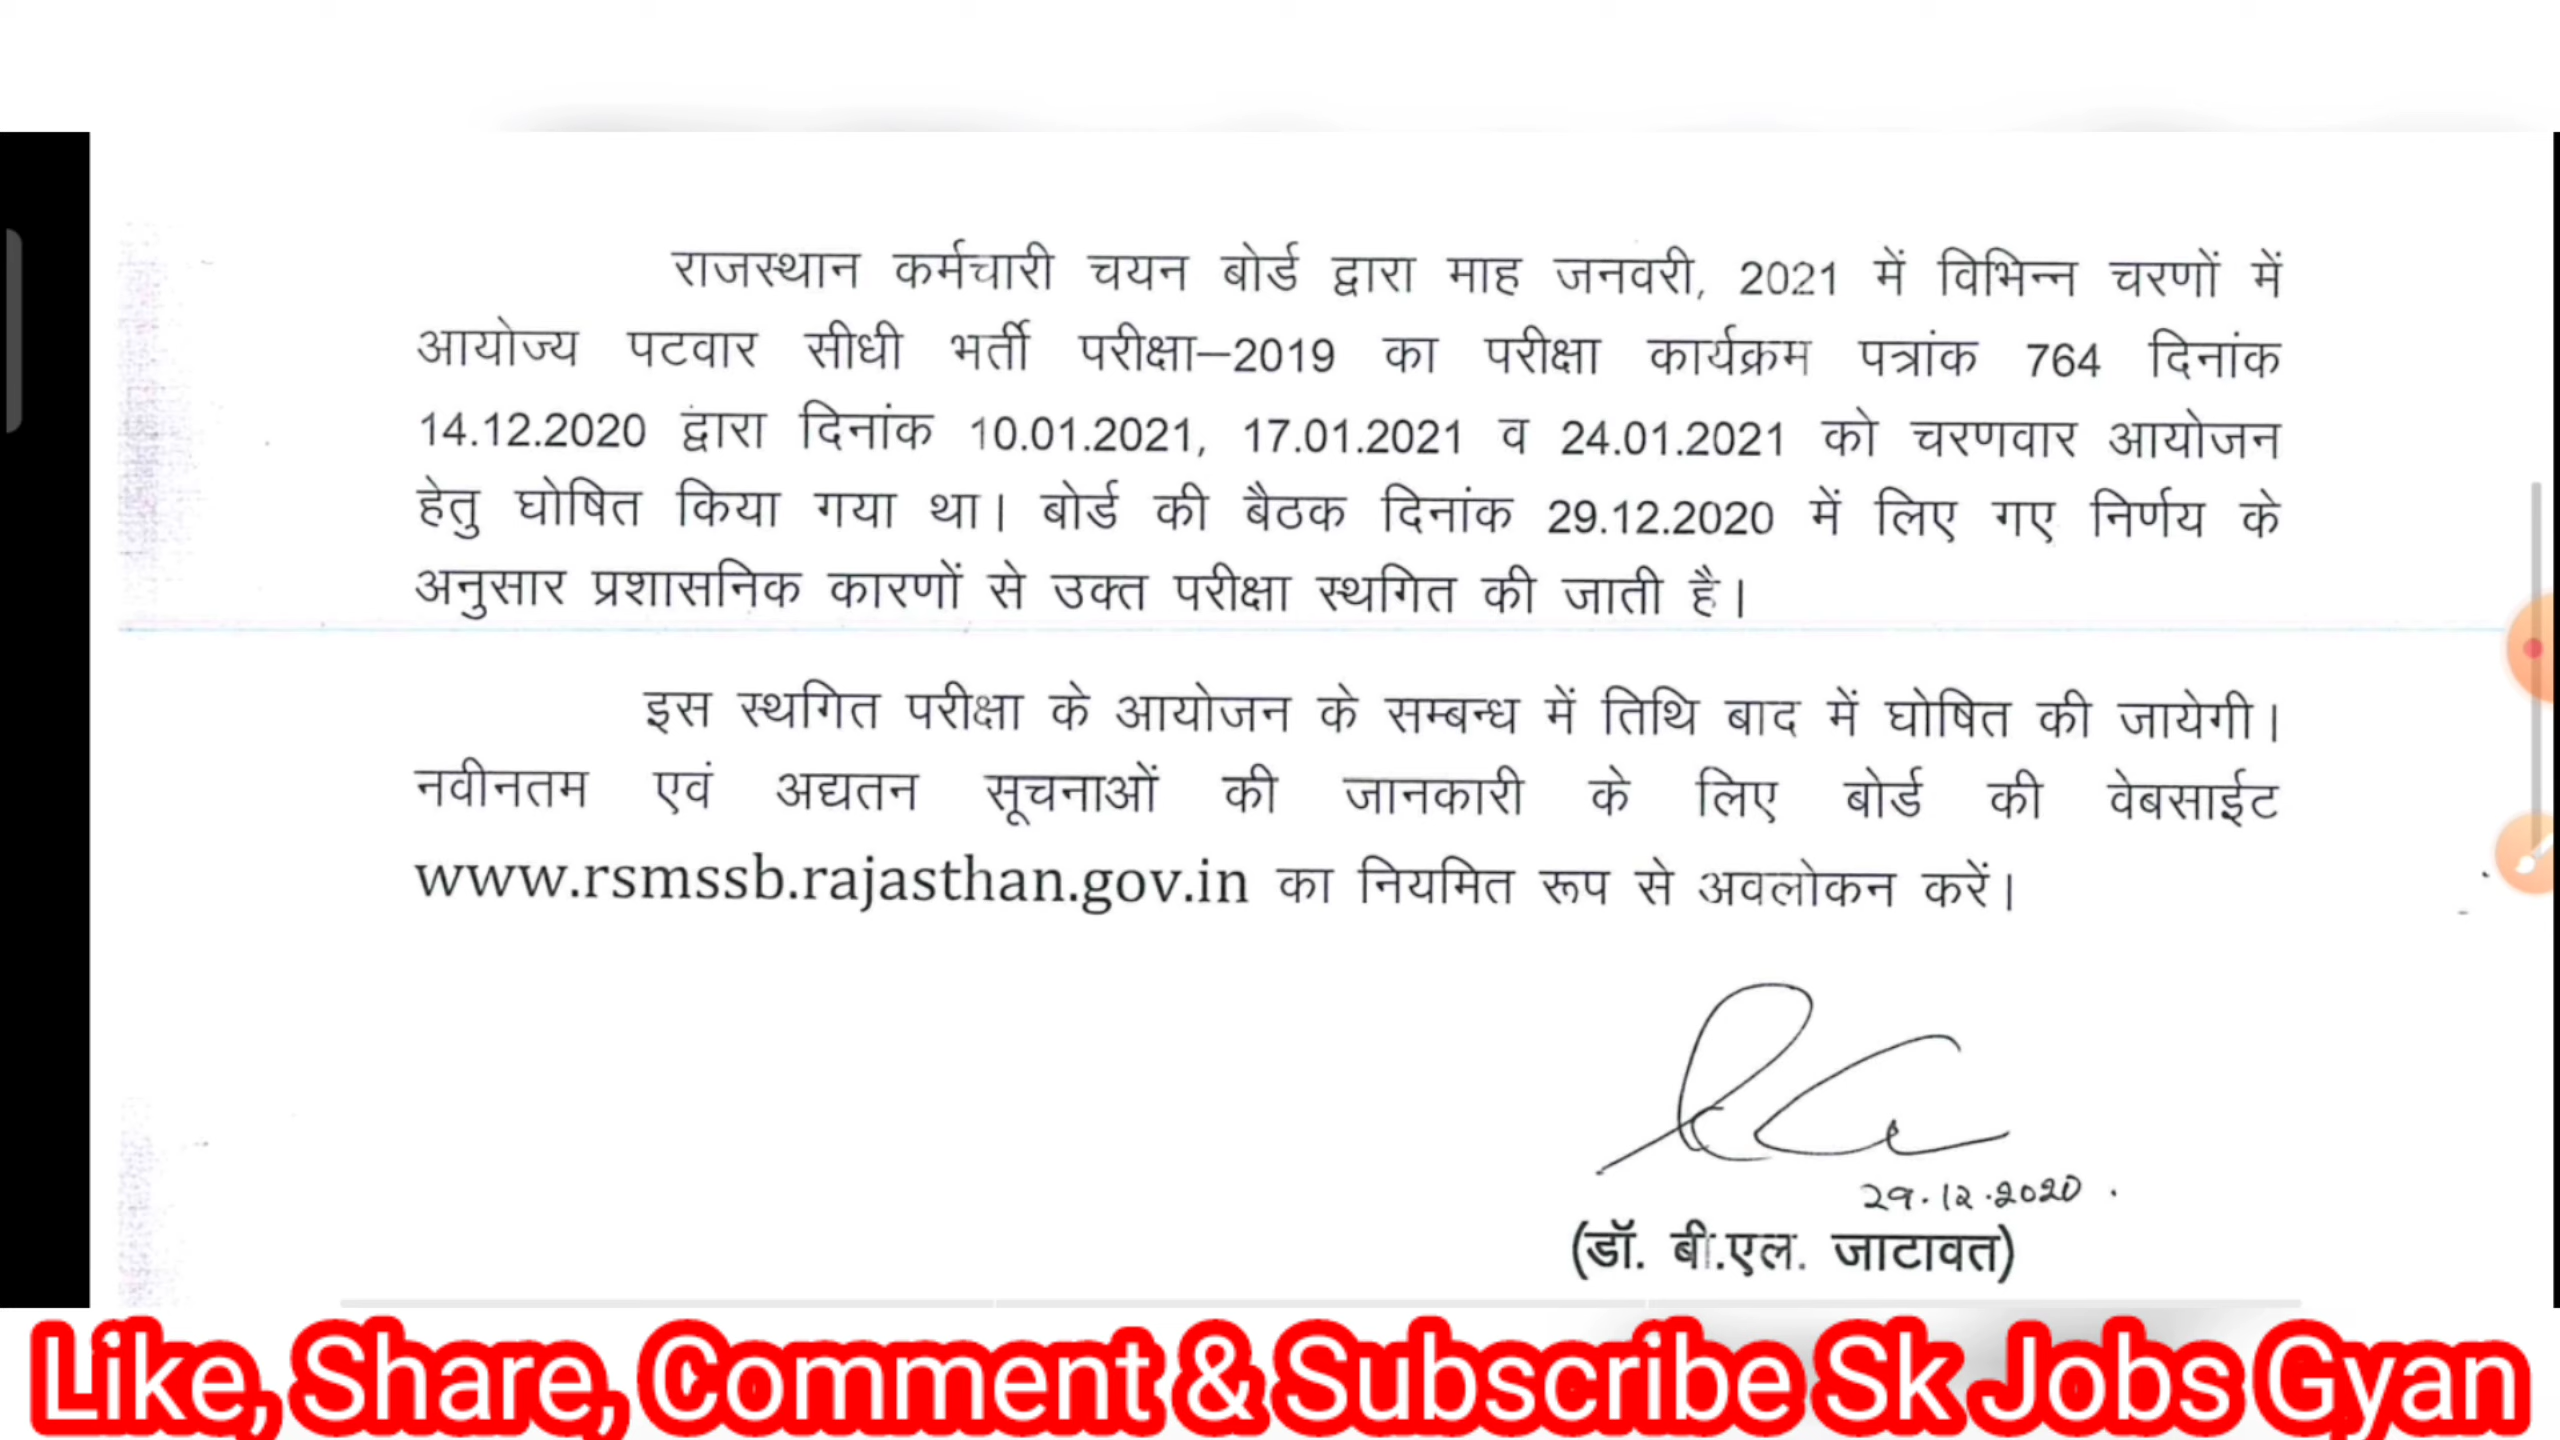 राजस्थान कर्मचारी चयन बोर्ड द्वारा माह जनवरी, 2021 में विभिन्न चरणों में
आयोज्य पटवार सीधी भर्ती परीक्षा–2019 का परीक्षा कार्यक्रम पत्रांक 764 दिनांक
14.12.2020 द्वारा दिनांक 10.01.2021, 17.01.2021 व 24.01.2021 को चरणवार आयोजन
हेतु घोषित किया गया था। बोर्ड की बैठक दिनांक 29.12.2020 में लिए गए निर्णय के
अनुसार प्रशासनिक कारणों से उक्त परीक्षा स्थगित की जाती है।
इस स्थगित परीक्षा के आयोजन के सम्बन्ध में तिथि बाद में घोषित की जायेगी।
नवीनतम एवं अद्यतन सूचनाओं की जानकारी के लिए बोर्ड की वेबसाईट
www.rsmssb.rajasthan.gov.in का नियमित रूप से अवलोकन करें।
29.12.2020.
(डॉ. बी.एल. जाटावत)
Like, Share, Comment & Subscribe Sk Jobs Gyan